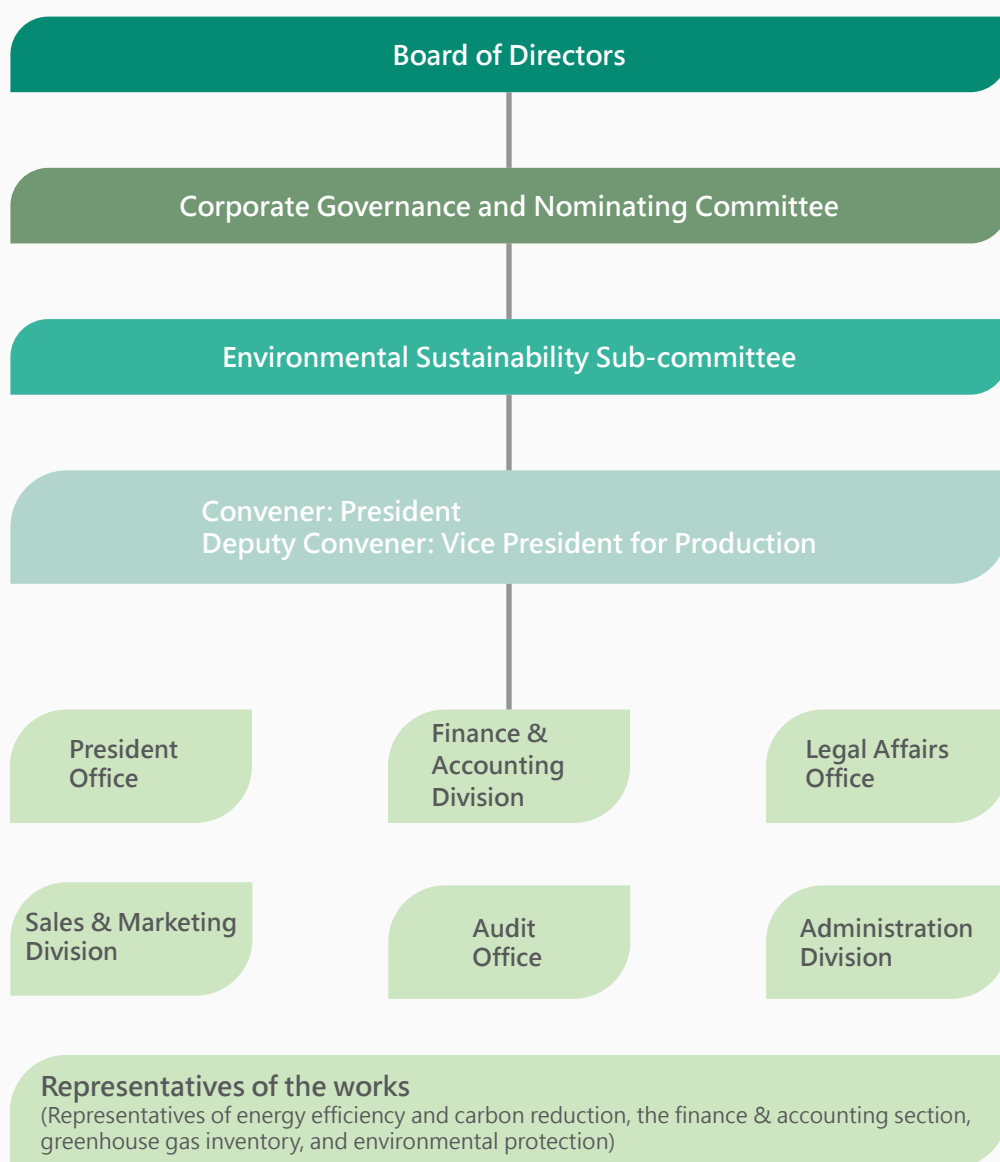 Board of Directors
Corporate Governance and Nominating Committee
Environmental Sustainability Sub-committee
Convener: President
Deputy Convener: Vice President for Production
President
Office
Finance &
Accounting
Division
Legal Affairs
Office
Sales & Marketing
Division
Audit
Office
Administration
Division
Representatives of the works
(Representatives of energy efficiency and carbon reduction, the finance & accounting section,
greenhouse gas inventory, and environmental protection)